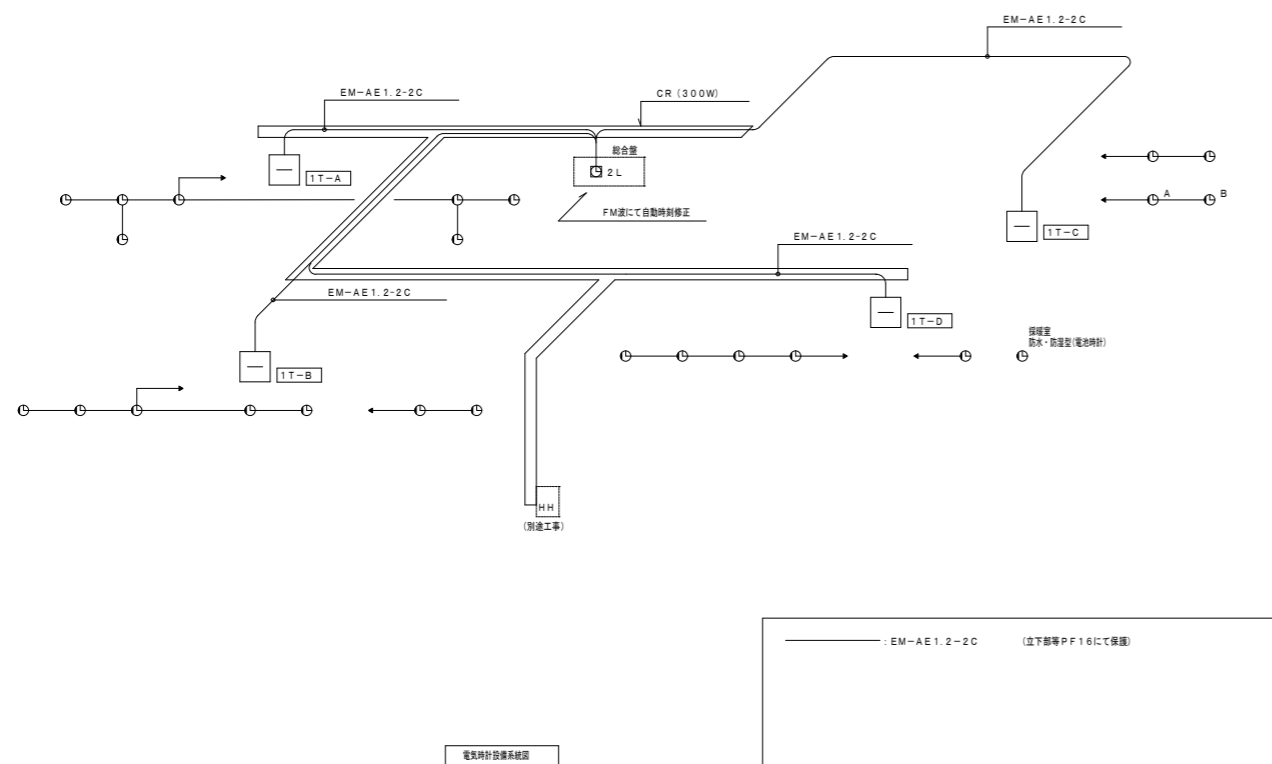 EM-AE1.2-2C
EM-AE1.2-2C
CR(300W)
総合盤
2L
1T-A
FM波にて自動時刻修正
A
B
1T-C
EM-AE1.2-2C
EM-AE1.2-2C
1T-D
採暖室
防水・防湿型(電池時計)
1T-B
HH
(別途工事)
:EM-AE1.2-2C (立下部等PF16にて保護)
電気時計設備系統図